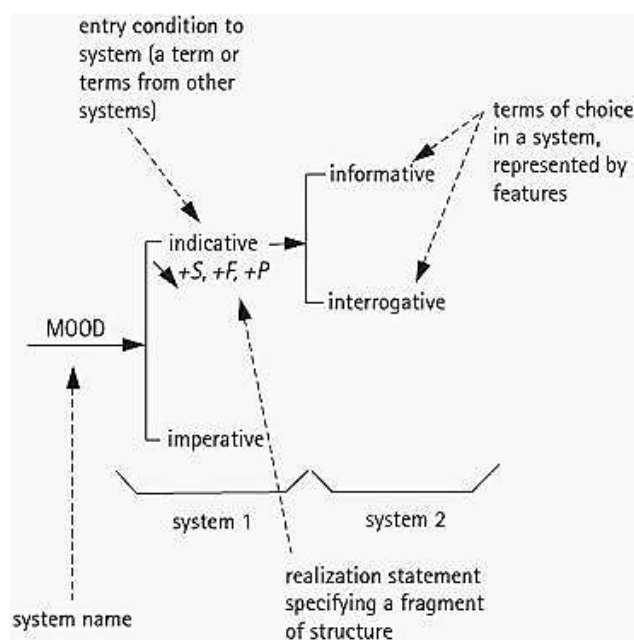 entry condition to
system (a term or
terms from other
systems)
terms of choice
in a system,
represented by
features
informative
indicative
+S, +F, +P
interrogative
MOOD
imperative
system 1
system 2
realization statement
specifying a fragment
of structure
system name